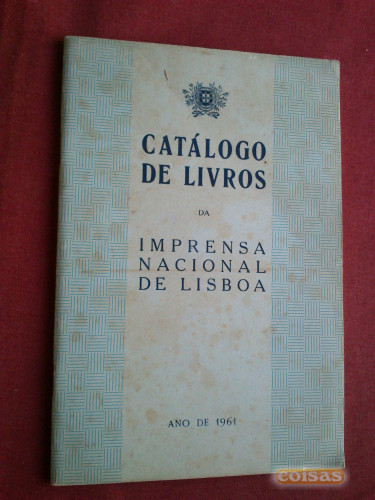 CATÁLOGO
DE LIVROS
DA
IMPRENSA
NACIONAL
DE LISBOA
ANO DE 1961
coisas